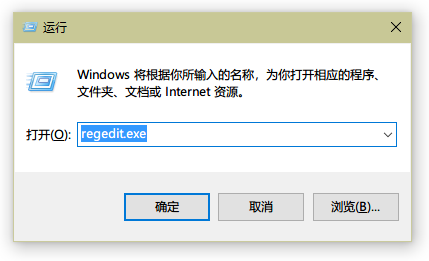 运行
Windows 将根据你所输入的名称，为你打开相应的程序、
文件夹、文档或 Internet 资源。
打开(O): regedit.exe
确定 取消 浏览(B)...